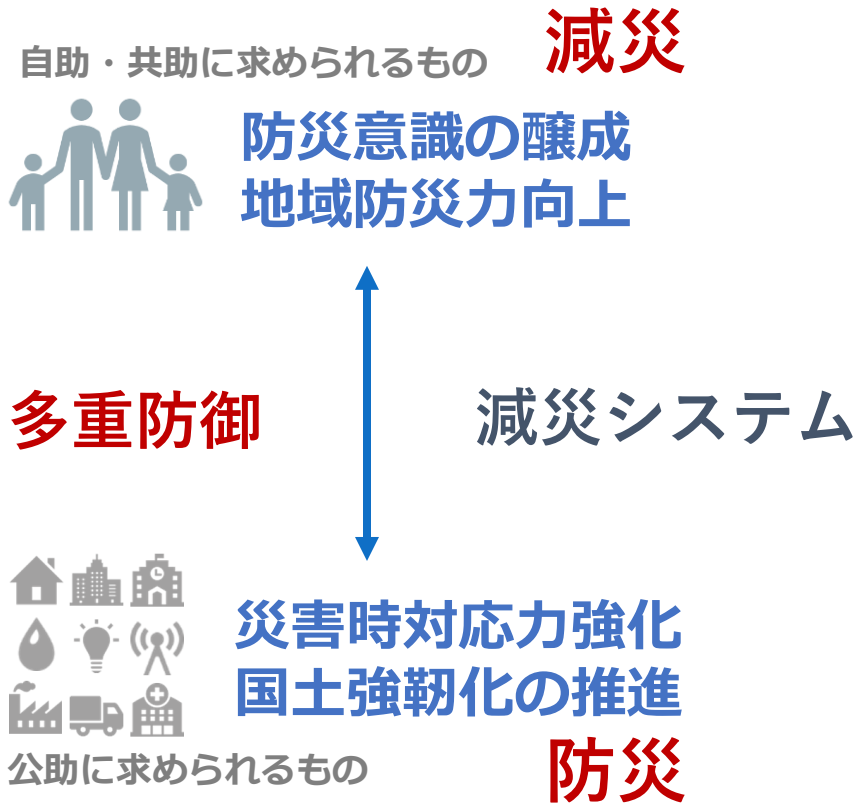 減災
自助・共助に求められるもの
防災意識の醸成
地域防災力向上
多重防御
減災システム
災害時対応力強化
国土強靭化の推進
公助に求められるもの
防災